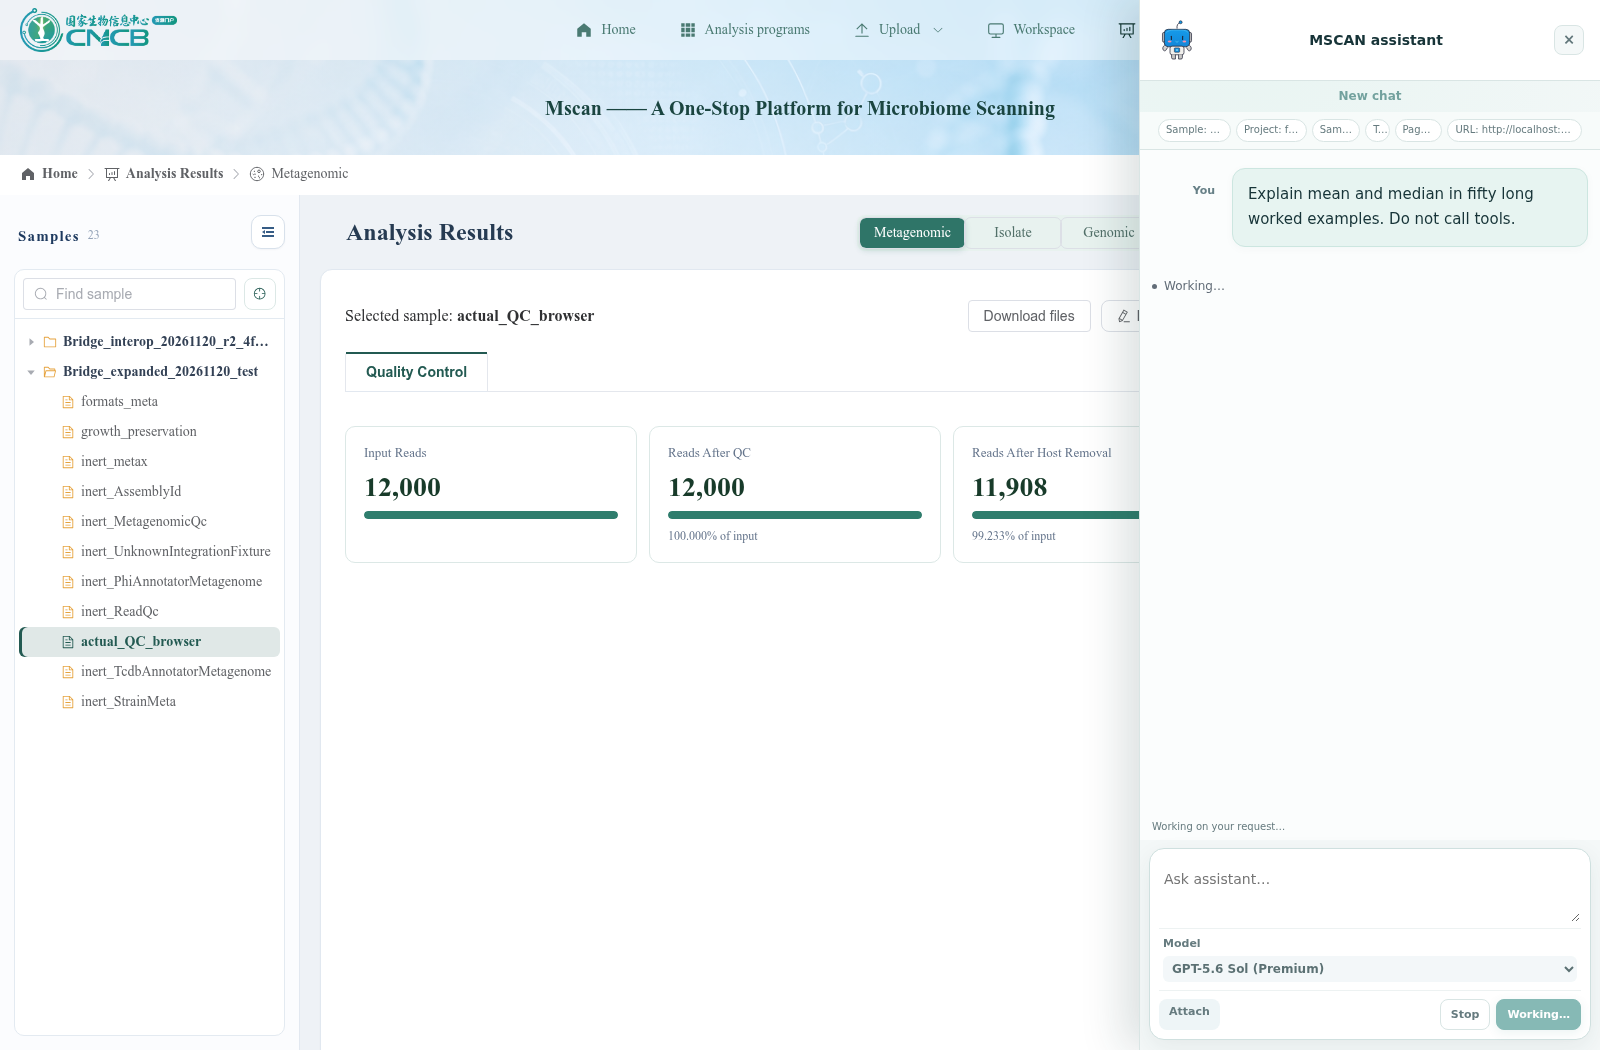 国家生物信息中心
CNCB
Home
Analysis programs
Upload
Workspace
Mscan —— A One-Stop Platform for Microbiome Scanning
Home
Analysis Results
Metagenomic
Samples 23
Find sample
Bridge_interop_20261120_r2_4f...
Bridge_expanded_20261120_test
formats_meta
growth_preservation
inert_metax
inert_AssemblyId
inert_MetagenomicQc
inert_UnknownIntegrationFixture
inert_PhiAnnotatorMetagenome
inert_ReadQc
actual_QC_browser
inert_TcdbAnnotatorMetagenome
inert_StrainMeta
Analysis Results
Metagenomic
Isolate
Genomic
Selected sample: actual_QC_browser
Download files
Quality Control
Input Reads
12,000
Reads After QC
12,000
100.000% of input
Reads After Host Removal
11,908
99.233% of input
MSCAN assistant
×
New chat
Sample: ...
Project: f...
Sam...
T...
Pag...
URL: http://localhost:...
You
Explain mean and median in fifty long
worked examples. Do not call tools.
Working...
Working on your request...
Ask assistant...
Model
GPT-5.6 Sol (Premium)
Attach
Stop
Working...